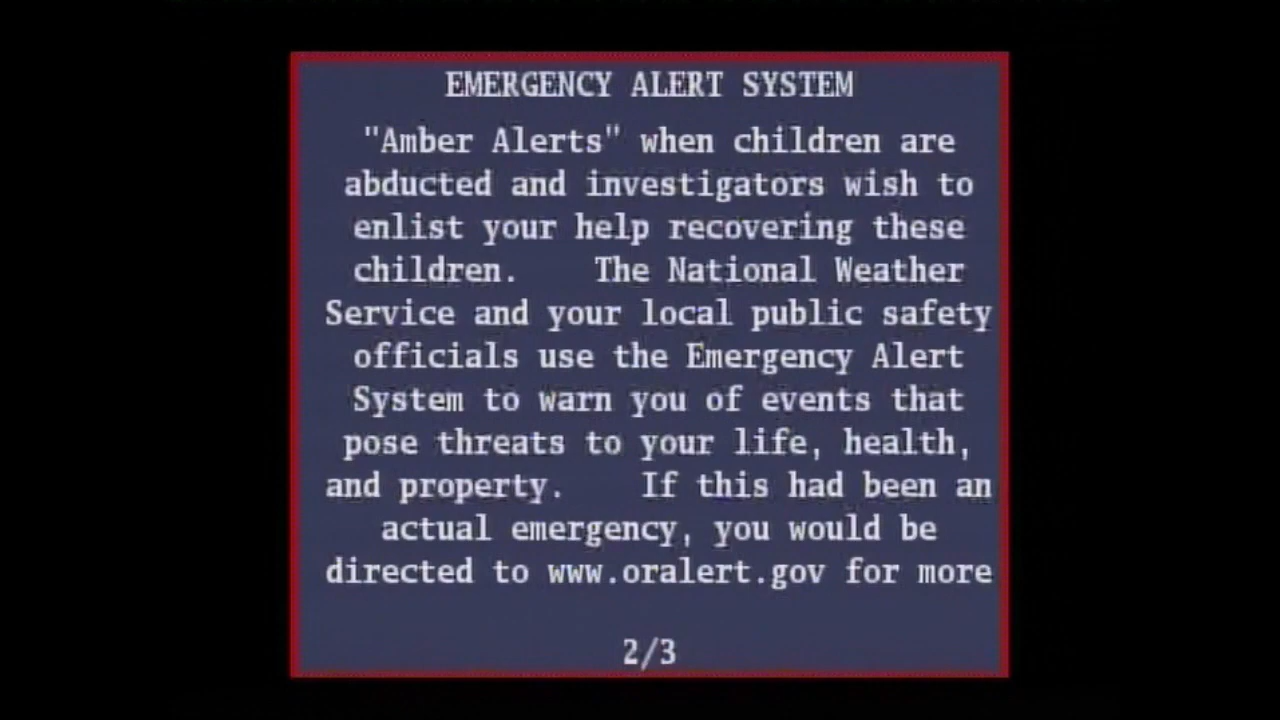 EMERGENCY ALERT SYSTEM
"Amber Alerts" when children are
abducted and investigators wish to
enlist your help recovering these
children.    The National Weather
Service and your local public safety
officials use the Emergency Alert
System to warn you of events that
pose threats to your life, health,
and property.    If this had been an
actual emergency, you would be
directed to www.oralert.gov for more
2/3